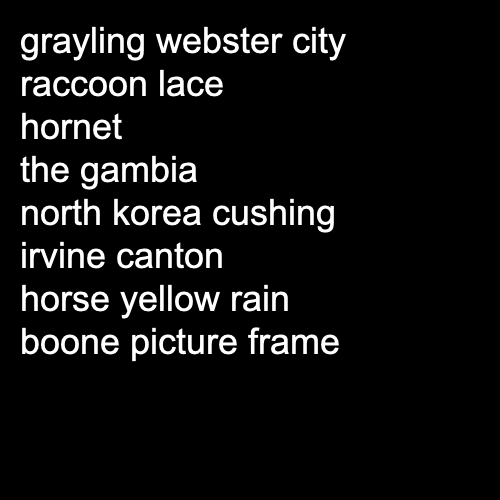 grayling webster city
raccoon lace
hornet
the gambia
north korea cushing
irvine canton
horse yellow rain
boone picture frame